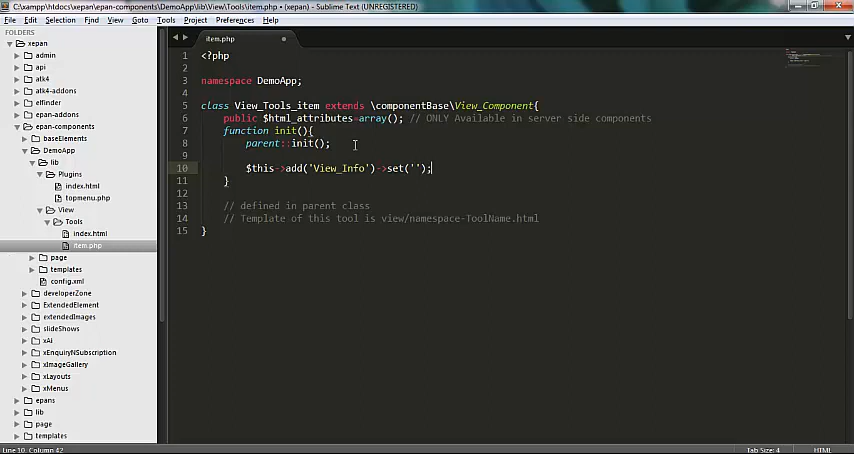 C:\xampp\htdocs\xepan\epan-components\DemoApp\lib\View\Tools\item.php • (xepan) - Sublime Text (UNREGISTERED)
File Edit Selection Find View Goto Tools Project Preferences Help
FOLDERS
xepan
admin
api
atk4
atk4-addons
elfinder
epan-addons
epan-components
baseElements
DemoApp
lib
Plugins
index.html
topmenu.php
View
Tools
index.html
item.php
page
templates
config.xml
developerZone
ExtendedElement
extendedImages
slideShows
xAi
xEnquiryNSubscription
xImageGallery
xLayouts
xMenus
epans
lib
page
templates
item.php
1 <?php
2
3 namespace DemoApp;
4
5 class View_Tools_item extends \componentBase\View_Component{
6 public $html_attributes=array(); // ONLY Available in server side components
7 function init(){
8 parent::init();
9
10 $this->add('View_Info')->set('');
11 }
12
13 // defined in parent class
14 // Template of this tool is view/namespace-ToolName.html
15 }
Line 10, Column 42
Tab Size: 4
HTML